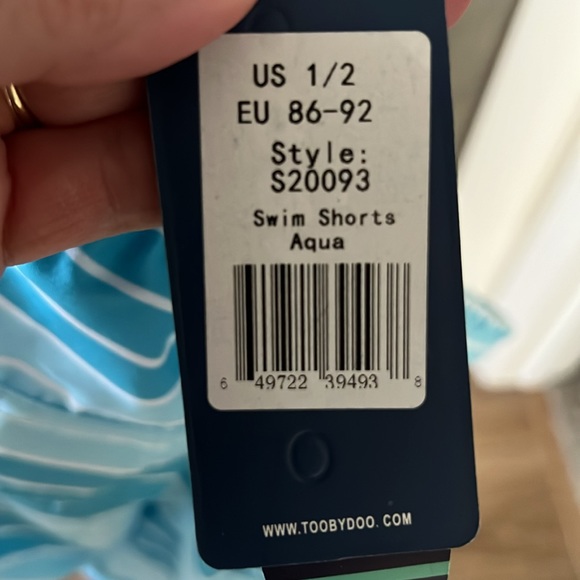 US 1/2
EU 86-92
Style:
S20093
Swim Shorts
Aqua
6 49722 39493 8
WWW.TOOBYDOO.COM